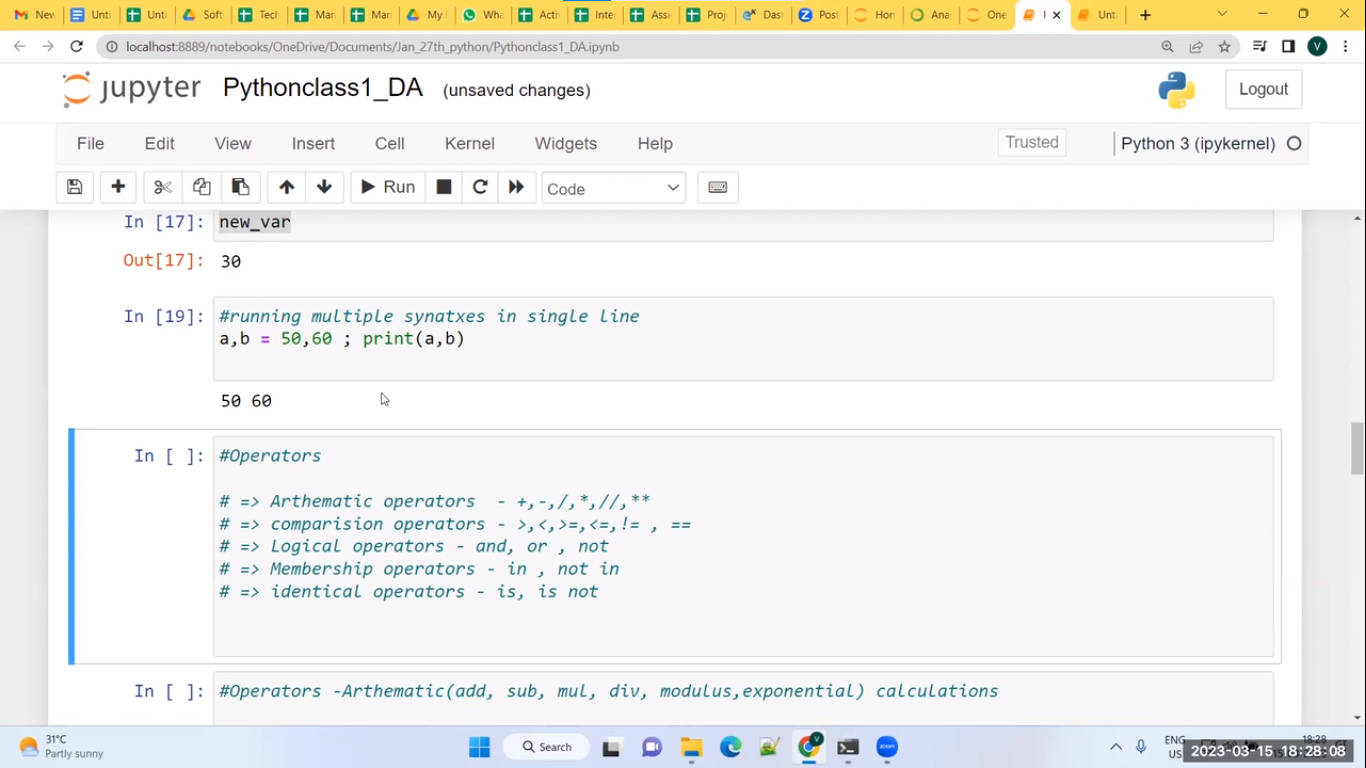 New
Unti
Unti
Soft
Tech
Mar
Mar
My I
Wha
Acti
Inte
Assi
Proj
Das
Post
Hor
Ana
One
Unti
localhost:8889/notebooks/OneDrive/Documents/Jan_27th_python/Pythonclass1_DA.ipynb
V
jupyter Pythonclass1_DA (unsaved changes)
Logout
File Edit View Insert Cell Kernel Widgets Help
Trusted
Python 3 (ipykernel)
Run
Code
In [17]: new_var
Out[17]: 30
In [19]: #running multiple synatxes in single line
a,b = 50,60 ; print(a,b)
50 60
In [ ]: #Operators
# => Arthematic operators - +,-,/,*,//,**
# => comparision operators - >,<,>=,<=,!= , ==
# => Logical operators - and, or , not
# => Membership operators - in , not in
# => identical operators - is, is not
In [ ]: #Operators -Arthematic(add, sub, mul, div, modulus,exponential) calculations
31°C
Partly sunny
Search
V
zoom
ENG
US
18:28
2023-03-15 18:28:08